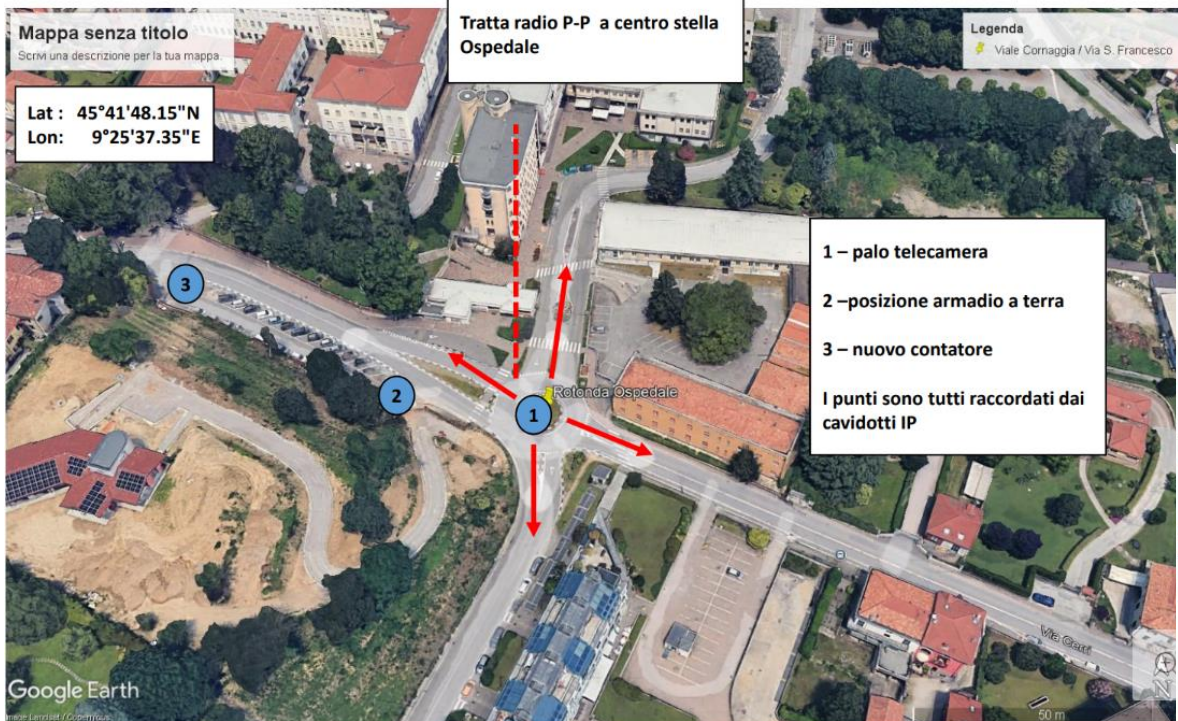 Tratta radio P-P a centro stella
Ospedale
Mappa senza titolo
Scrivi una descrizione per la tua mappa.
Legenda
Viale Cornaggia / Via S. Francesco
Lat : 45°41'48.15"N
Lon: 9°25'37.35"E
1 – palo telecamera
2 –posizione armadio a terra
3 – nuovo contatore
I punti sono tutti raccordati dai
cavidotti IP
3
2
1
Rotonda Ospedale
Via Cerri
Google Earth
Image Landsat / Copernicus
N
50 m